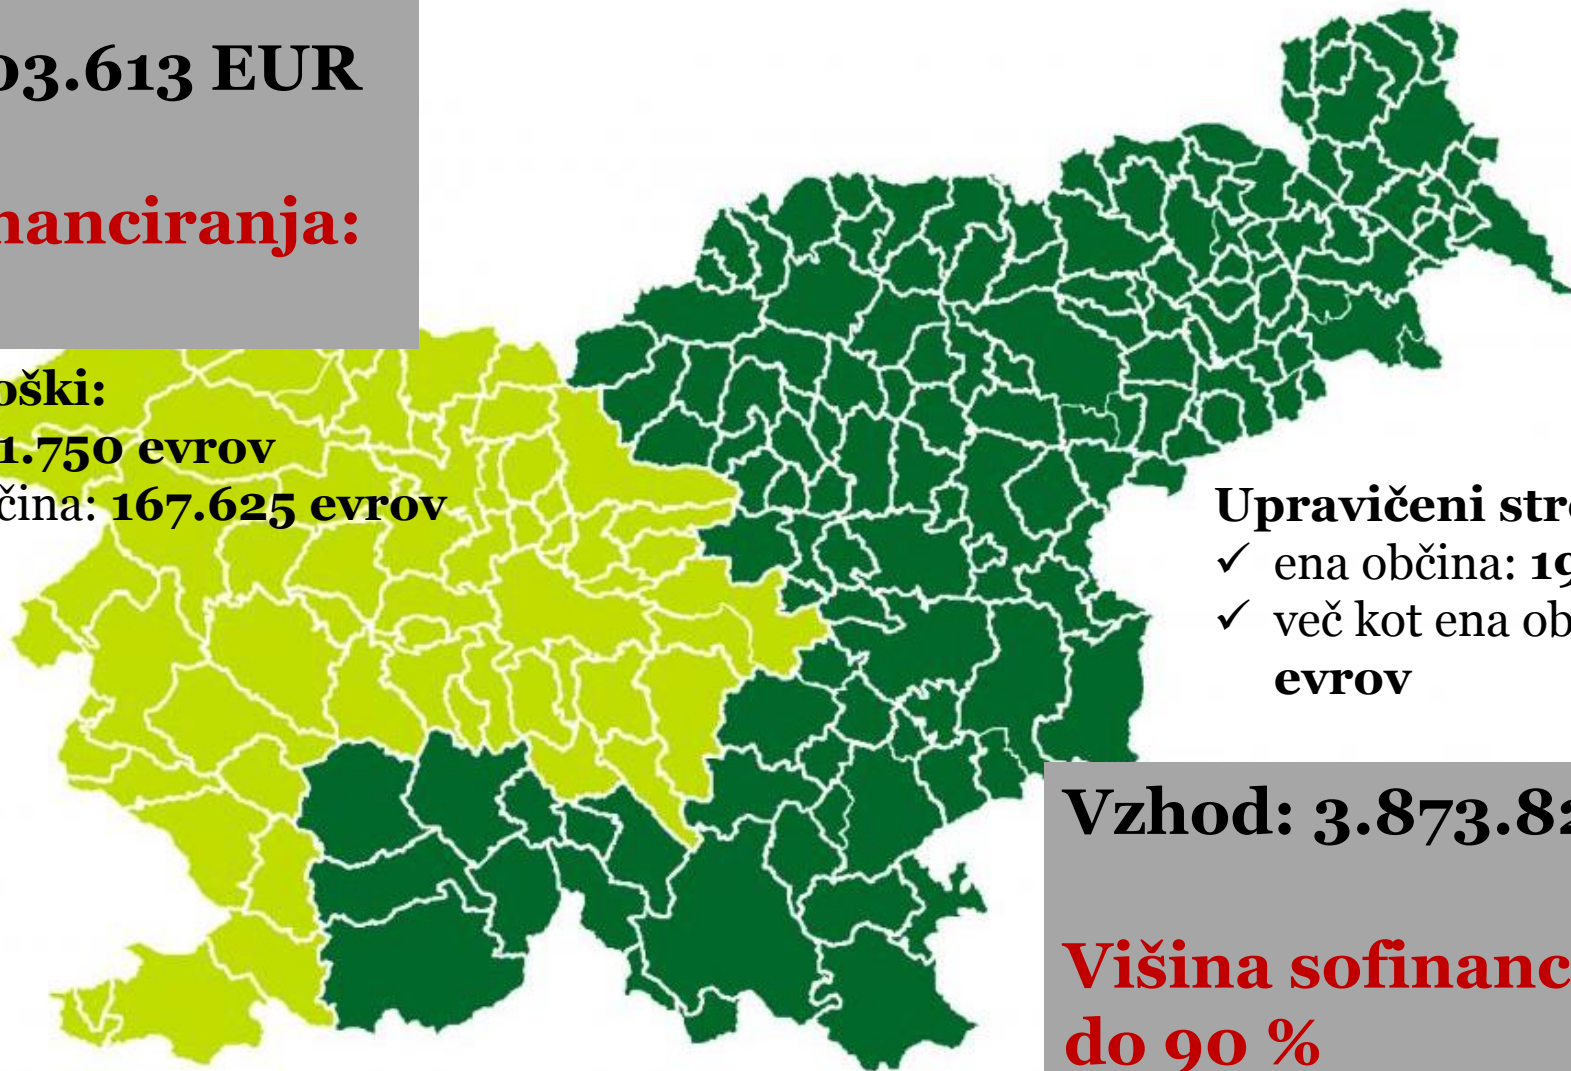 03.613 EUR
nanciranja:
oški:
1.750 evrov
čina: 167.625 evrov
Upravičeni stro
✓ ena občina: 19
✓ več kot ena ob
evrov
Vzhod: 3.873.82
Višina sofinanc
do 90 %